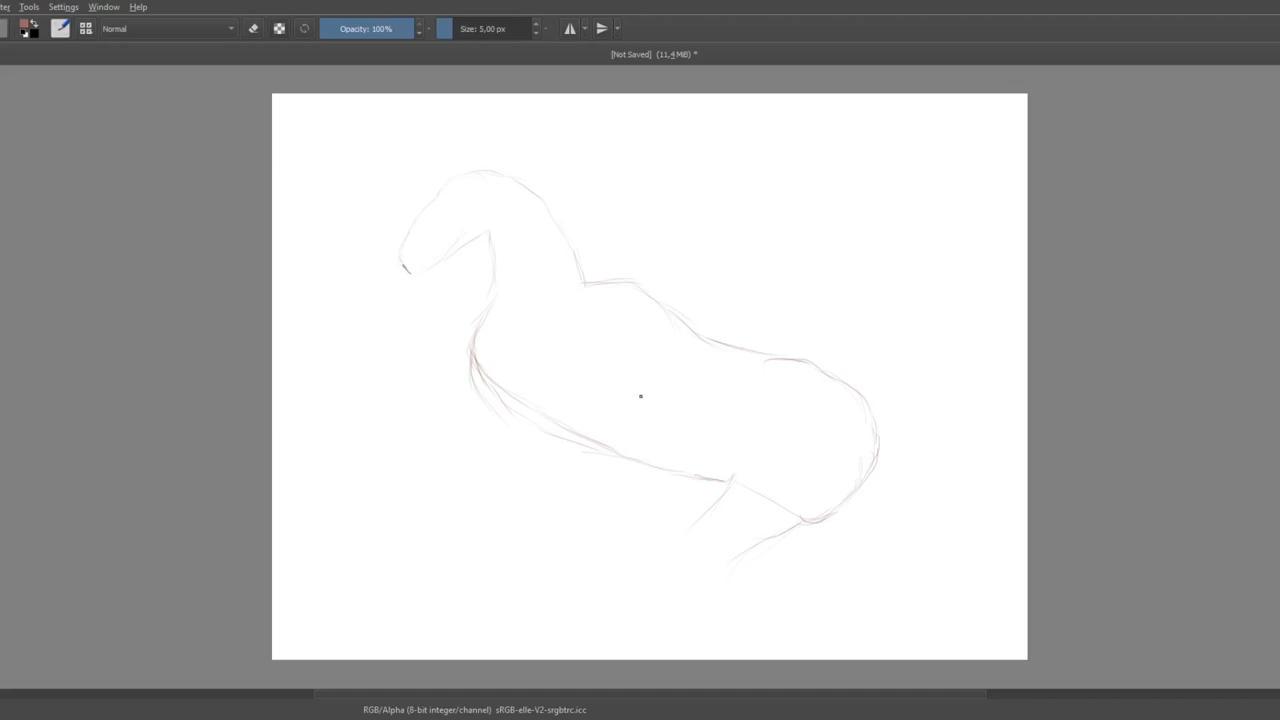 ter Tools Settings Window Help
Normal Opacity: 100% Size: 5,00 px
[Not Saved] (11,4 MiB) *
RGB/Alpha (8-bit integer/channel) sRGB-elle-V2-srgbtrc.icc